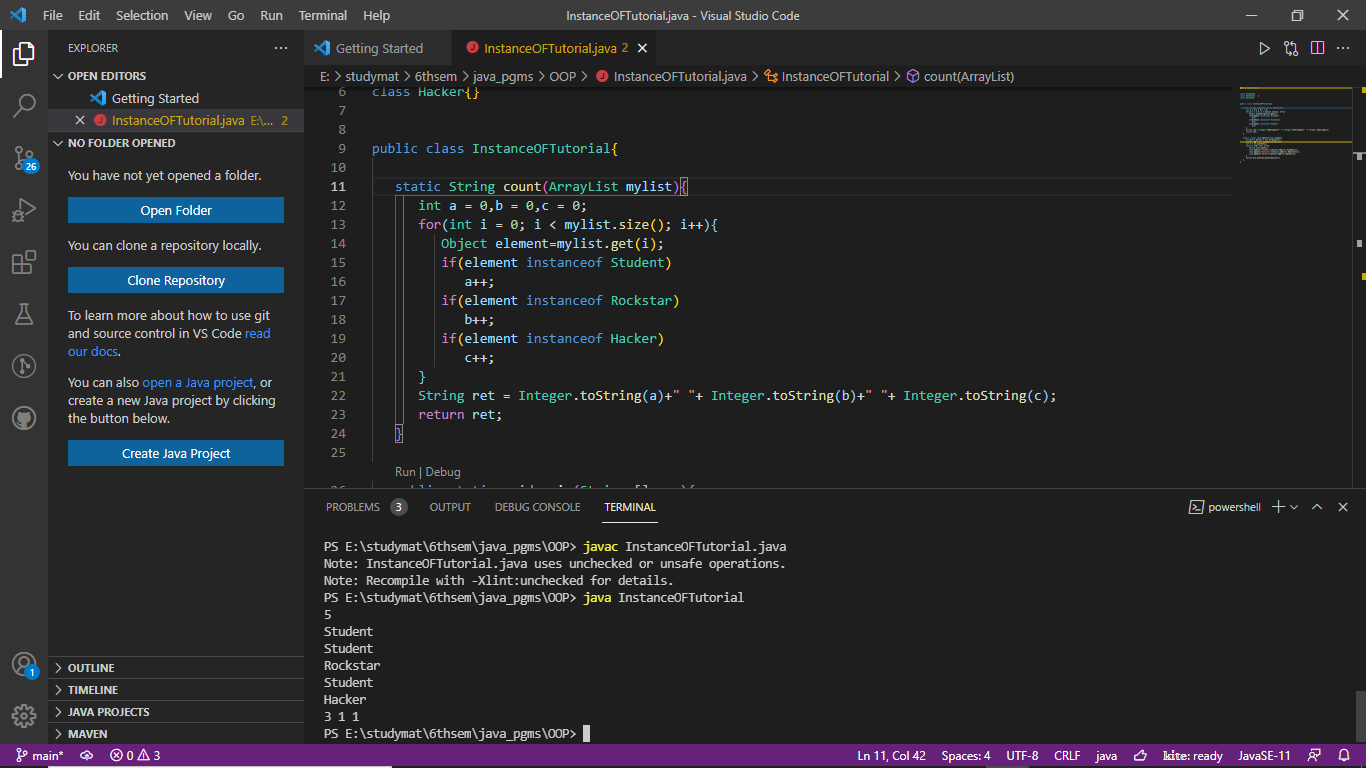 File Edit Selection View Go Run Terminal Help InstanceOFTutorial.java - Visual Studio Code
EXPLORER
OPEN EDITORS
Getting Started
InstanceOFTutorial.java E:\... 2
NO FOLDER OPENED
You have not yet opened a folder.
Open Folder
You can clone a repository locally.
Clone Repository
To learn more about how to use git
and source control in VS Code read
our docs.
You can also open a Java project, or
create a new Java project by clicking
the button below.
Create Java Project
OUTLINE
TIMELINE
JAVA PROJECTS
MAVEN
26
1
Getting Started InstanceOFTutorial.java 2
E: > studymat > 6thsem > java_pgms > OOP > InstanceOFTutorial.java > InstanceOFTutorial > count(ArrayList)
6 class Hacker{}
7
8
9 public class InstanceOFTutorial{
10
11 static String count(ArrayList mylist){
12 int a = 0,b = 0,c = 0;
13 for(int i = 0; i < mylist.size(); i++){
14 Object element=mylist.get(i);
15 if(element instanceof Student)
16 a++;
17 if(element instanceof Rockstar)
18 b++;
19 if(element instanceof Hacker)
20 c++;
21 }
22 String ret = Integer.toString(a)+" "+ Integer.toString(b)+" "+ Integer.toString(c);
23 return ret;
24 }
25
Run | Debug
PROBLEMS 3 OUTPUT DEBUG CONSOLE TERMINAL powershell
PS E:\studymat\6thsem\java_pgms\OOP> javac InstanceOFTutorial.java
Note: InstanceOFTutorial.java uses unchecked or unsafe operations.
Note: Recompile with -Xlint:unchecked for details.
PS E:\studymat\6thsem\java_pgms\OOP> java InstanceOFTutorial
5
Student
Student
Rockstar
Student
Hacker
3 1 1
PS E:\studymat\6thsem\java_pgms\OOP>
main* 0 3 Ln 11, Col 42 Spaces: 4 UTF-8 CRLF java kite: ready JavaSE-11